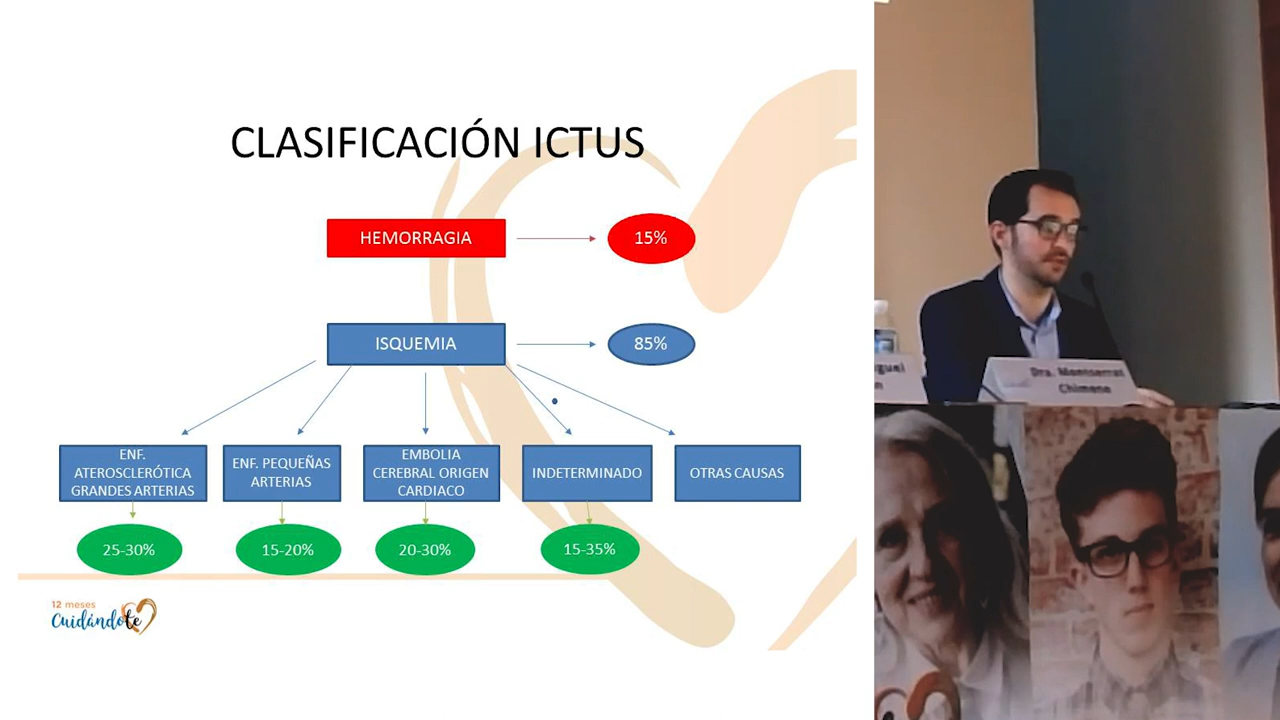 CLASIFICACIÓN ICTUS
HEMORRAGIA
15%
ISQUEMIA
85%
ENF.
ATEROSCLERÓTICA
GRANDES ARTERIAS
ENF. PEQUEÑAS
ARTERIAS
EMBOLIA
CEREBRAL ORIGEN
CARDIACO
INDETERMINADO
OTRAS CAUSAS
25-30%
15-20%
20-30%
15-35%
12 meses
Cuidándote
Dra. Montserrat
Chimeno